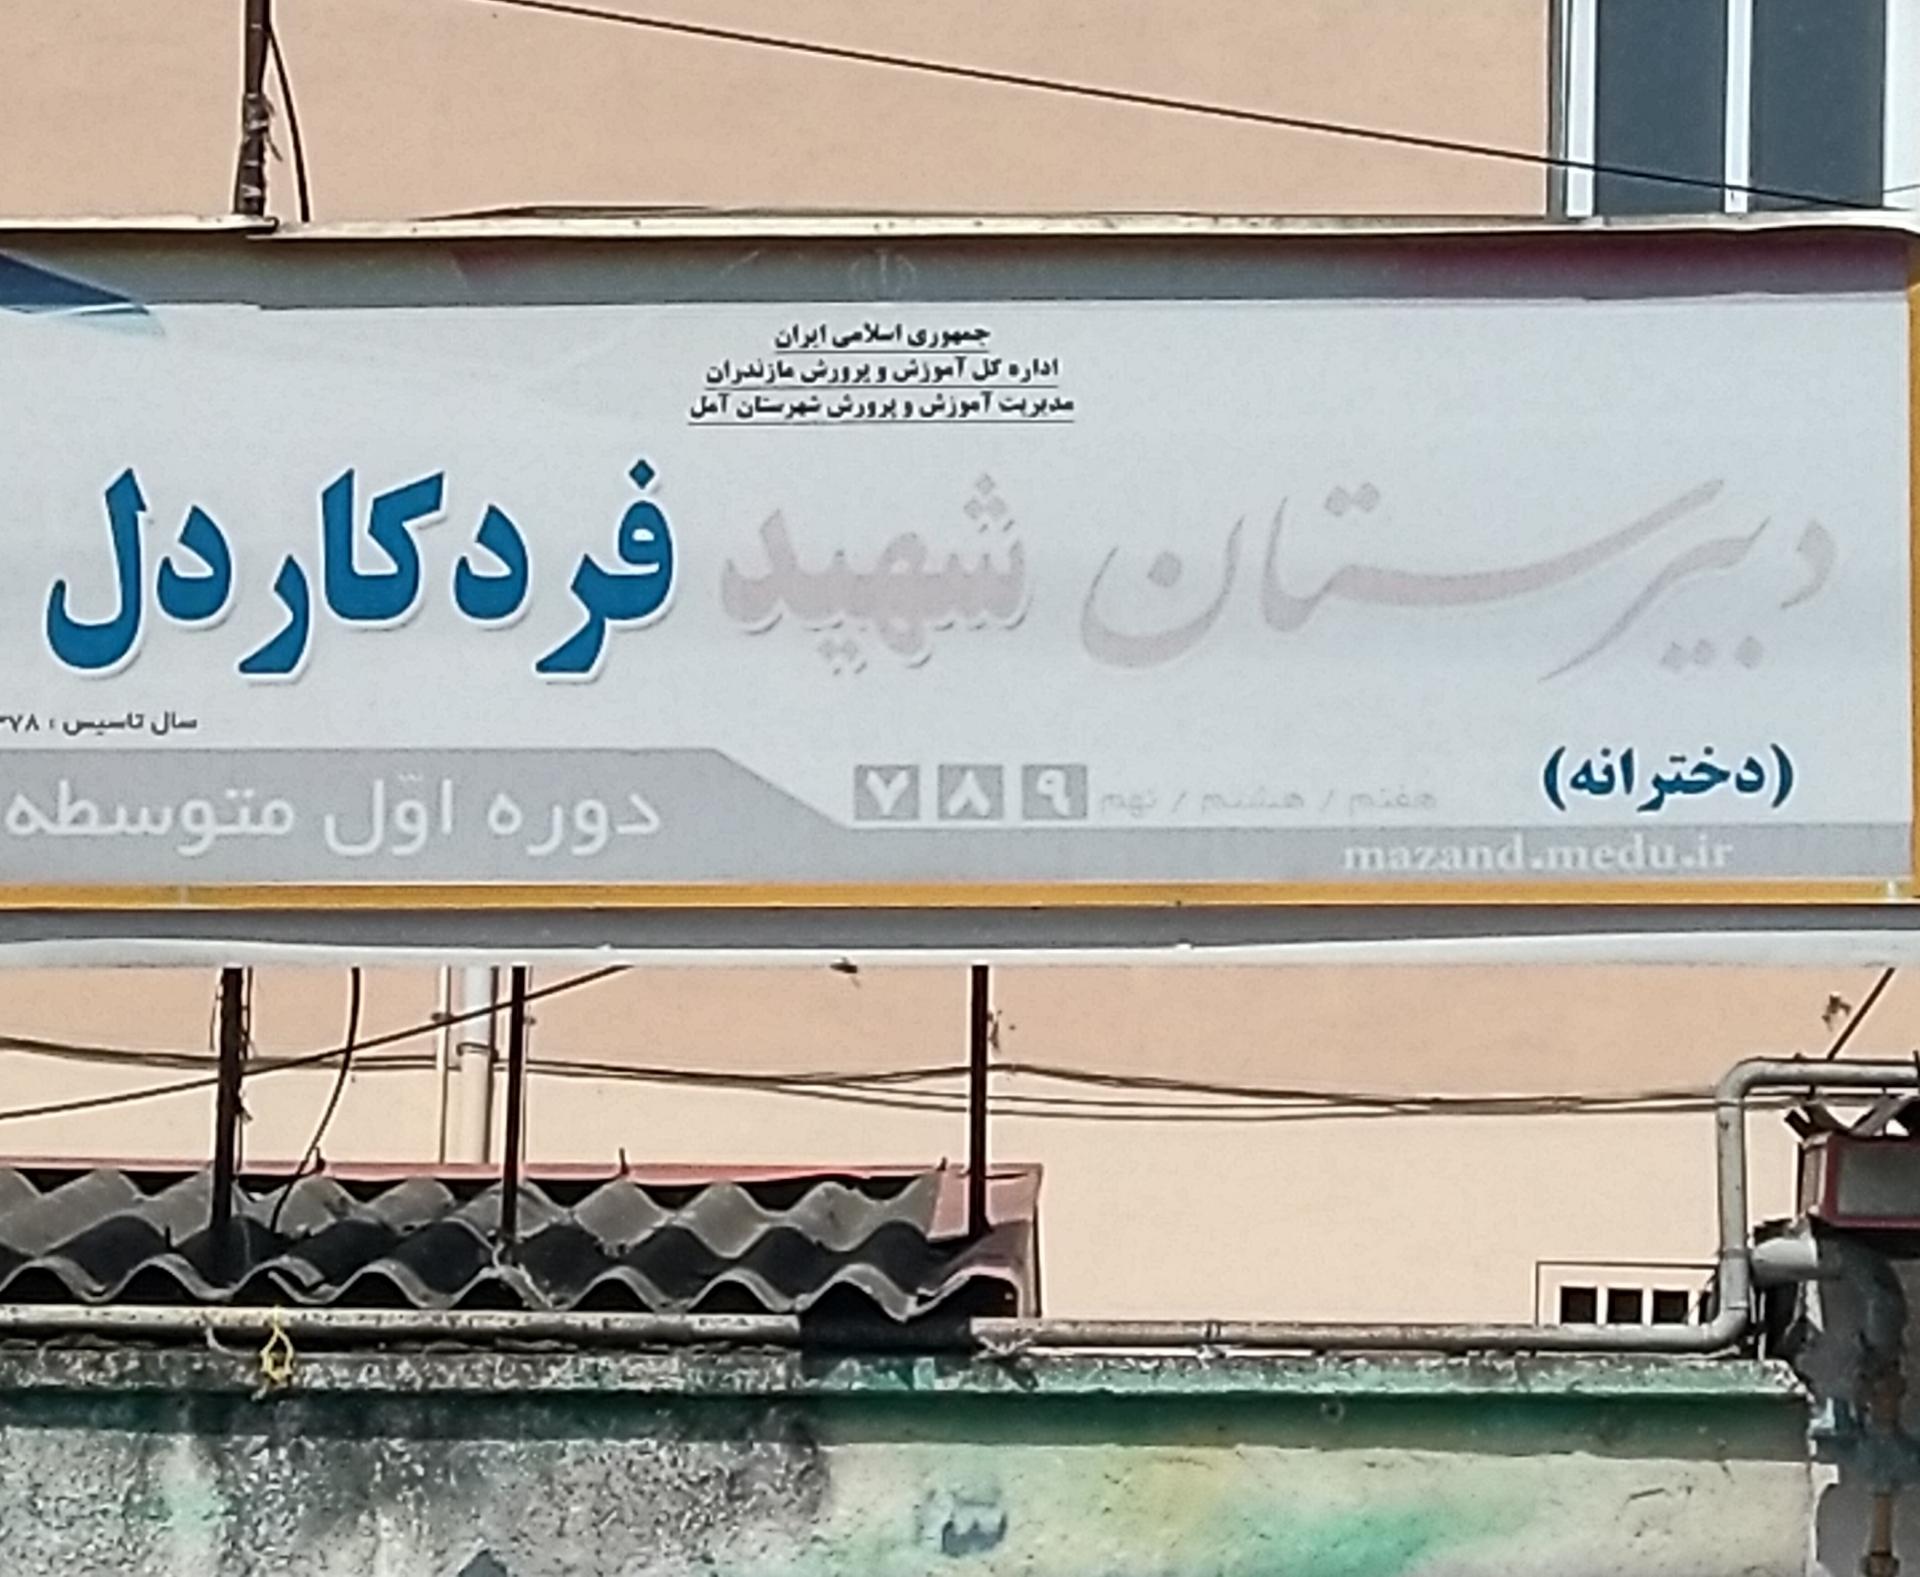 جمهوری اسلامی ایران
اداره کل آموزش و پرورش مازندران
مدیریت آموزش و پرورش شهرستان آمل
دبیرستان شهید فردکاردل
سال تاسیس :
(دخترانه)
هفتم / هشتم / نهم ۹ ۸ ۷
دوره اوّل متوسطه
mazand.medu.ir